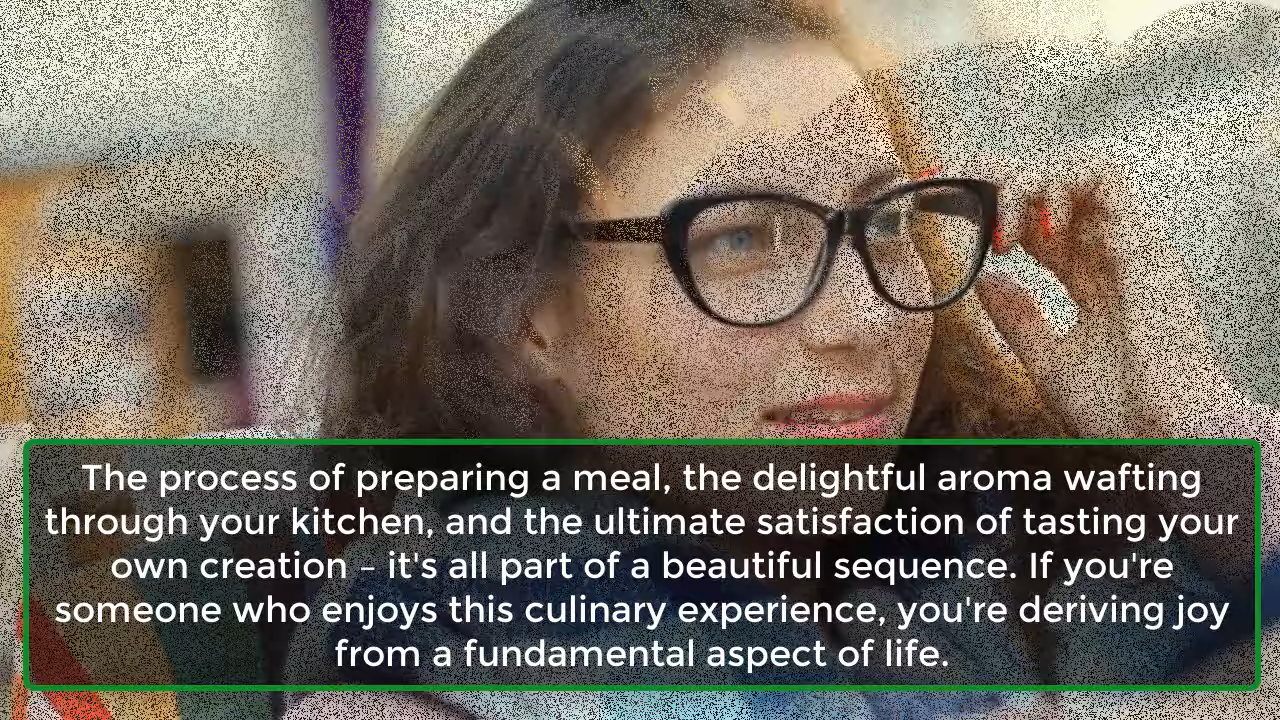 The process of preparing a meal, the delightful aroma wafting
through your kitchen, and the ultimate satisfaction of tasting your
own creation – it's all part of a beautiful sequence. If you're
someone who enjoys this culinary experience, you're deriving joy
from a fundamental aspect of life.